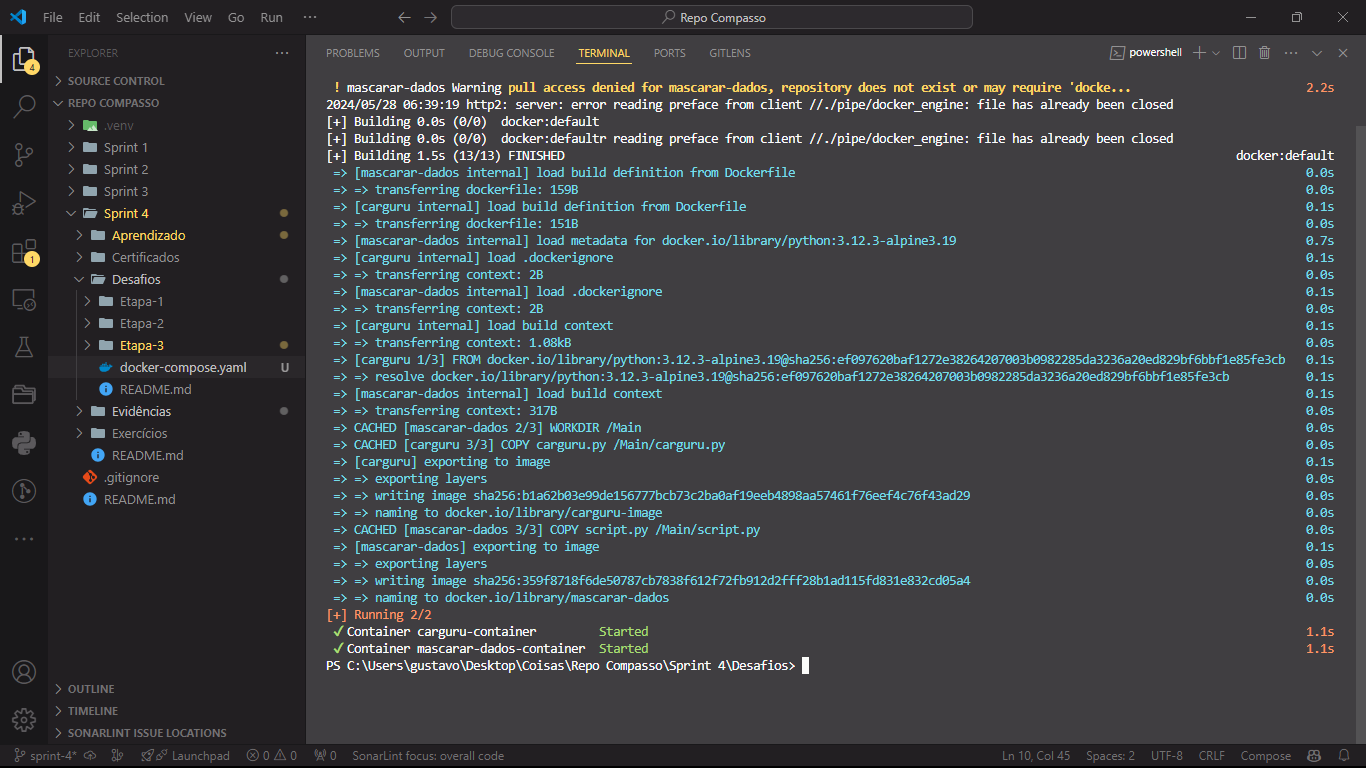 File Edit Selection View Go Run ···
Repo Compasso
EXPLORER
SOURCE CONTROL
REPO COMPASSO
.venv
Sprint 1
Sprint 2
Sprint 3
Sprint 4
Aprendizado
Certificados
Desafios
Etapa-1
Etapa-2
Etapa-3
docker-compose.yaml U
README.md
Evidências
Exercícios
README.md
.gitignore
README.md
OUTLINE
TIMELINE
SONARLINT ISSUE LOCATIONS
4
1
PROBLEMS OUTPUT DEBUG CONSOLE TERMINAL PORTS GITLENS
powershell
! mascarar-dados Warning pull access denied for mascarar-dados, repository does not exist or may require 'docke... 2.2s
2024/05/28 06:39:19 http2: server: error reading preface from client //./pipe/docker_engine: file has already been closed
[+] Building 0.0s (0/0) docker:default
[+] Building 0.0s (0/0) docker:defaultr reading preface from client //./pipe/docker_engine: file has already been closed
[+] Building 1.5s (13/13) FINISHED docker:default
=> [mascarar-dados internal] load build definition from Dockerfile 0.0s
=> => transferring dockerfile: 159B 0.0s
=> [carguru internal] load build definition from Dockerfile 0.1s
=> => transferring dockerfile: 151B 0.0s
=> [mascarar-dados internal] load metadata for docker.io/library/python:3.12.3-alpine3.19 0.7s
=> [carguru internal] load .dockerignore 0.1s
=> => transferring context: 2B 0.0s
=> [mascarar-dados internal] load .dockerignore 0.1s
=> => transferring context: 2B 0.0s
=> [carguru internal] load build context 0.1s
=> => transferring context: 1.08kB 0.0s
=> [carguru 1/3] FROM docker.io/library/python:3.12.3-alpine3.19@sha256:ef097620baf1272e38264207003b0982285da3236a20ed829bf6bbf1e85fe3cb 0.1s
=> => resolve docker.io/library/python:3.12.3-alpine3.19@sha256:ef097620baf1272e38264207003b0982285da3236a20ed829bf6bbf1e85fe3cb 0.1s
=> [mascarar-dados internal] load build context 0.0s
=> => transferring context: 317B 0.0s
=> CACHED [mascarar-dados 2/3] WORKDIR /Main 0.0s
=> CACHED [carguru 3/3] COPY carguru.py /Main/carguru.py 0.0s
=> [carguru] exporting to image 0.1s
=> => exporting layers 0.0s
=> => writing image sha256:b1a62b03e99de156777bcb73c2ba0af19eeb4898aa57461f76eef4c76f43ad29 0.0s
=> => naming to docker.io/library/carguru-image 0.0s
=> CACHED [mascarar-dados 3/3] COPY script.py /Main/script.py 0.0s
=> [mascarar-dados] exporting to image 0.1s
=> => exporting layers 0.0s
=> => writing image sha256:359f8718f6de50787cb7838f612f72fb912d2fff28b1ad115fd831e832cd05a4 0.0s
=> => naming to docker.io/library/mascarar-dados 0.0s
[+] Running 2/2
✓ Container carguru-container Started 1.1s
✓ Container mascarar-dados-container Started 1.1s
PS C:\Users\gustavo\Desktop\Coisas\Repo Compasso\Sprint 4\Desafios>
sprint-4* Launchpad 0 0 0 SonarLint focus: overall code Ln 10, Col 45 Spaces: 2 UTF-8 CRLF Compose